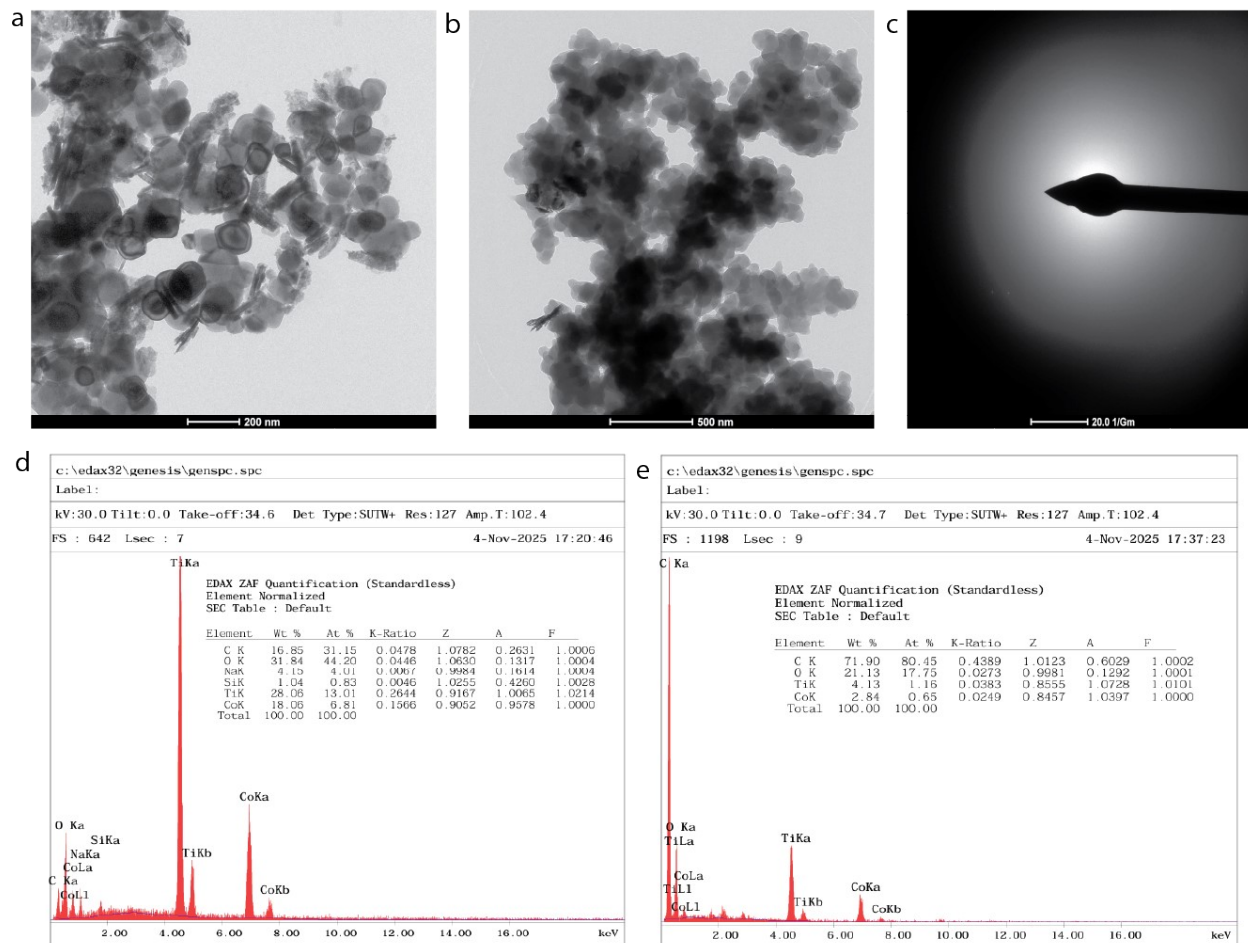 a
b
c
200 nm
500 nm
20.0 1/Gm
d
c:\edax32\genesis\genspc.spc
Label:
kV:30.0 Tilt:0.0 Take-off:34.6 Det Type:SUTW+ Res:127 Amp.T:102.4
FS : 642 Lsec : 7 4-Nov-2025 17:20:46
TiKa
EDAX ZAF Quantification (Standardless)
Element Normalized
SEC Table : Default
Element Wt % At % K-Ratio Z A F
C K 16.85 31.15 0.0478 1.0782 0.2631 1.0006
O K 31.84 44.20 0.0446 1.0630 0.1317 1.0004
NaK 4.15 4.01 0.0067 0.9984 0.1614 1.0004
SiK 1.04 0.83 0.0046 1.0255 0.4260 1.0028
TiK 28.06 13.01 0.2644 0.9167 1.0065 1.0214
CoK 18.06 6.81 0.1566 0.9052 0.9578 1.0000
Total 100.00 100.00
CoKa
O Ka
SiKa
NaKa
TiKb
CoLa
C Ka
CoKb
CoLl
2.00 4.00 6.00 8.00 10.00 12.00 14.00 16.00 keV
e
c:\edax32\genesis\genspc.spc
Label:
kV:30.0 Tilt:0.0 Take-off:34.7 Det Type:SUTW+ Res:127 Amp.T:102.4
FS : 1198 Lsec : 9 4-Nov-2025 17:37:23
C Ka
EDAX ZAF Quantification (Standardless)
Element Normalized
SEC Table : Default
Element Wt % At % K-Ratio Z A F
C K 71.90 80.45 0.4389 1.0123 0.6029 1.0002
O K 21.13 17.75 0.0273 0.9981 0.1292 1.0001
TiK 4.13 1.16 0.0383 0.8555 1.0728 1.0101
CoK 2.84 0.65 0.0249 0.8457 1.0397 1.0000
Total 100.00 100.00
O Ka
TiLa
TiKa
CoLa
TiLl
CoKa
CoLl
TiKb
CoKb
2.00 4.00 6.00 8.00 10.00 12.00 14.00 16.00 keV